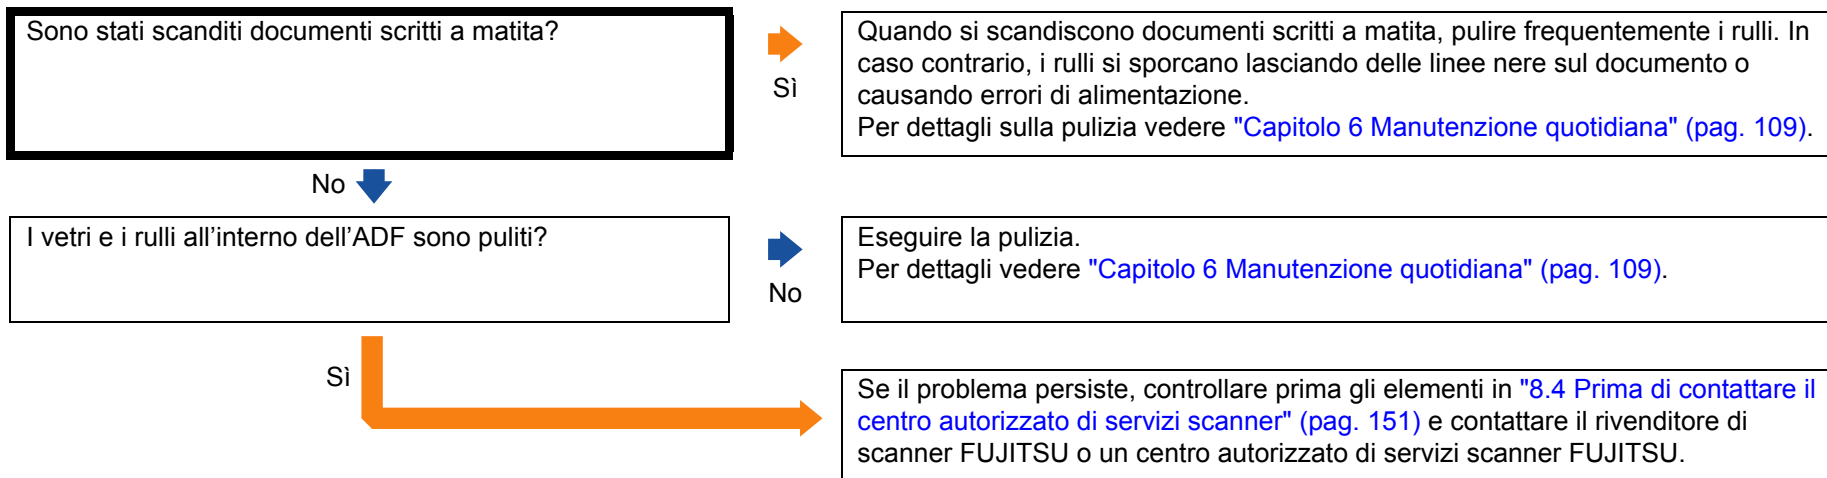 Sono stati scanditi documenti scritti a matita?
Sì
Quando si scandiscono documenti scritti a matita, pulire frequentemente i rulli. In
caso contrario, i rulli si sporcano lasciando delle linee nere sul documento o
causando errori di alimentazione.
Per dettagli sulla pulizia vedere "Capitolo 6 Manutenzione quotidiana" (pag. 109).
No
I vetri e i rulli all’interno dell’ADF sono puliti?
No
Eseguire la pulizia.
Per dettagli vedere "Capitolo 6 Manutenzione quotidiana" (pag. 109).
Sì
Se il problema persiste, controllare prima gli elementi in "8.4 Prima di contattare il
centro autorizzato di servizi scanner" (pag. 151) e contattare il rivenditore di
scanner FUJITSU o un centro autorizzato di servizi scanner FUJITSU.